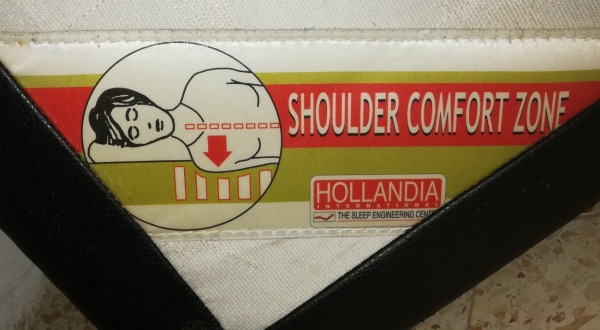 SHOULDER COMFORT ZONE
HOLLANDIA
INTERNATIONAL
THE SLEEP ENGINEERING